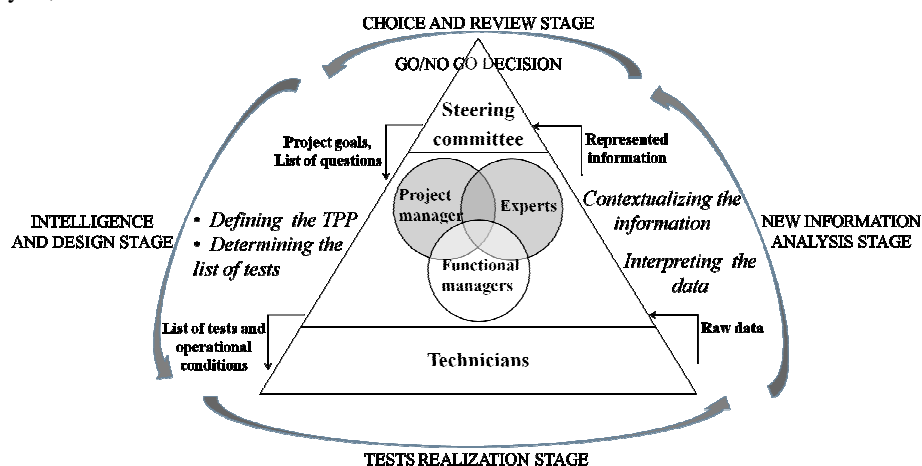 CHOICE AND REVIEW STAGE
GO/NO GO DECISION
Steering
committee
Project goals,
List of questions
Represented
information
Project
manager
Experts
Functional
managers
INTELLIGENCE
AND DESIGN STAGE
• Defining the TPP
• Determining the
list of tests
Contextualizing the
information
Interpreting the
data
NEW INFORMATION
ANALYSIS STAGE
List of tests and
operational
conditions
Raw data
Technicians
TESTS REALIZATION STAGE